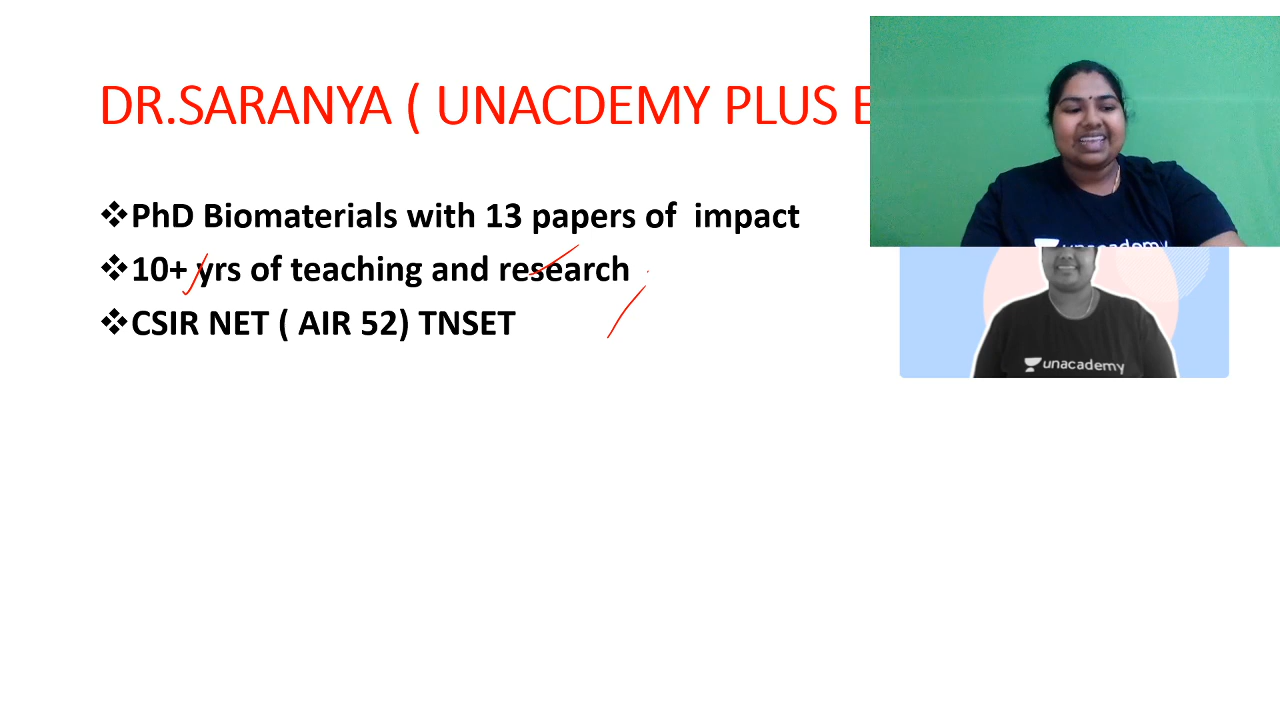 DR.SARANYA ( UNACDEMY PLUS E
❖PhD Biomaterials with 13 papers of impact
❖10+ yrs of teaching and research
❖CSIR NET ( AIR 52) TNSET
unacademy
unacademy